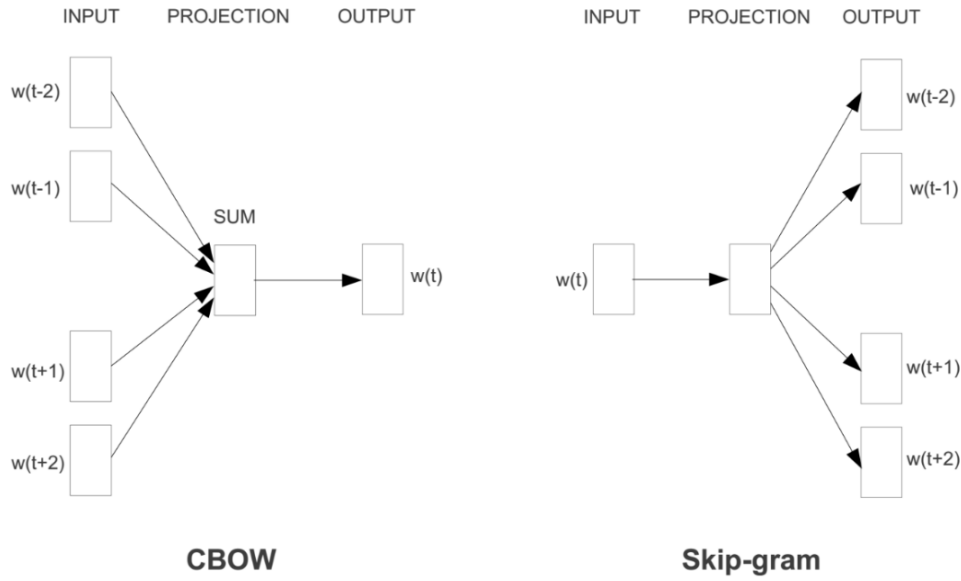 INPUT PROJECTION OUTPUT
w(t-2)
w(t-1)
SUM
w(t)
w(t+1)
w(t+2)
CBOW
INPUT PROJECTION OUTPUT
w(t-2)
w(t-1)
w(t)
w(t+1)
w(t+2)
Skip-gram